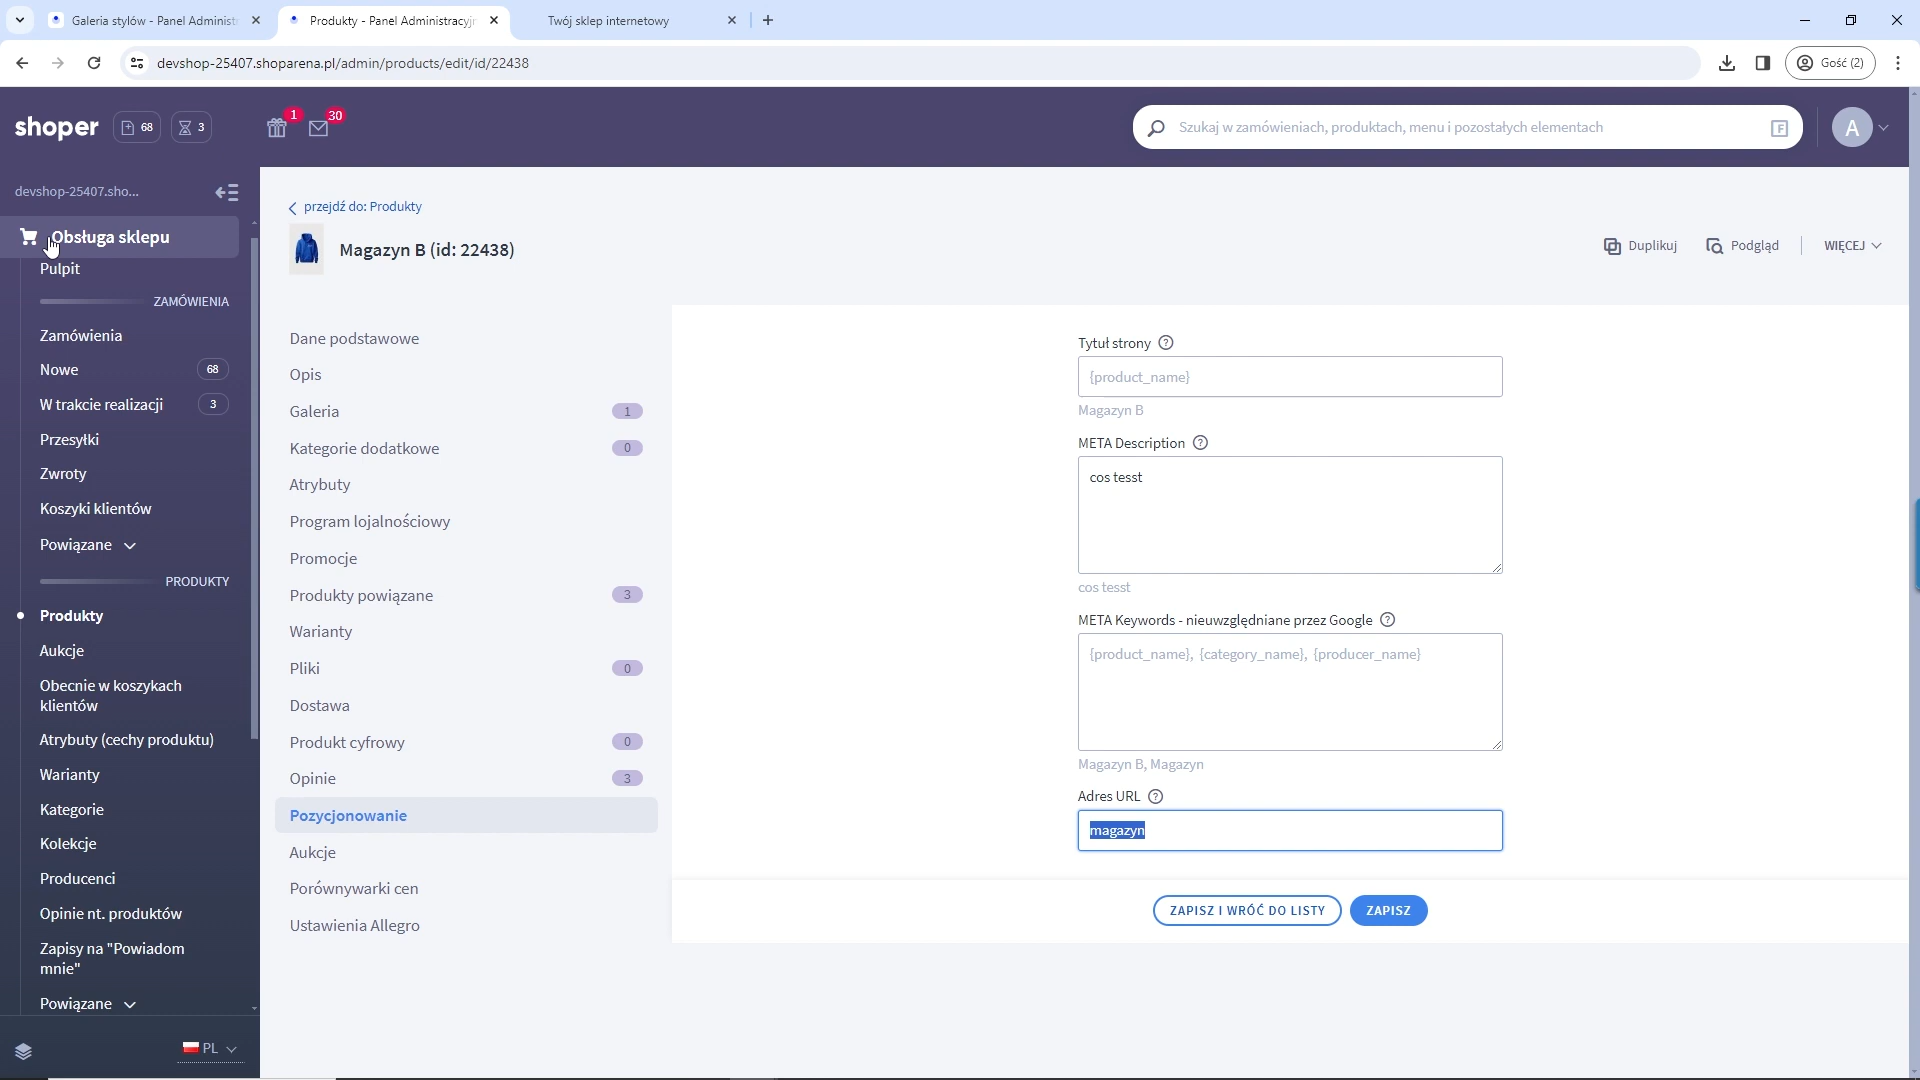 Galeria stylów - Panel Administr
Produkty - Panel Administracyjn
Twój sklep internetowy
devshop-25407.shoparena.pl/admin/products/edit/id/22438
Gość (2)
shoper
68
3
1
30
Szukaj w zamówieniach, produktach, menu i pozostałych elementach
F
A
devshop-25407.sho...
Obsługa sklepu
Pulpit
ZAMÓWIENIA
Zamówienia
Nowe 68
W trakcie realizacji 3
Przesyłki
Zwroty
Koszyki klientów
Powiązane
PRODUKTY
Produkty
Aukcje
Obecnie w koszykach
klientów
Atrybuty (cechy produktu)
Warianty
Kategorie
Kolekcje
Producenci
Opinie nt. produktów
Zapisy na "Powiadom
mnie"
Powiązane
PL
przejdź do: Produkty
Magazyn B (id: 22438)
Duplikuj
Podgląd
WIĘCEJ
Dane podstawowe
Opis
Galeria 1
Kategorie dodatkowe 0
Atrybuty
Program lojalnościowy
Promocje
Produkty powiązane 3
Warianty
Pliki 0
Dostawa
Produkt cyfrowy 0
Opinie 3
Pozycjonowanie
Aukcje
Porównywarki cen
Ustawienia Allegro
Tytuł strony ?
{product_name}
Magazyn B
META Description ?
cos tesst
cos tesst
META Keywords - nieuwzględniane przez Google ?
{product_name}, {category_name}, {producer_name}
Magazyn B, Magazyn
Adres URL ?
magazyn
ZAPISZ I WRÓĆ DO LISTY
ZAPISZ